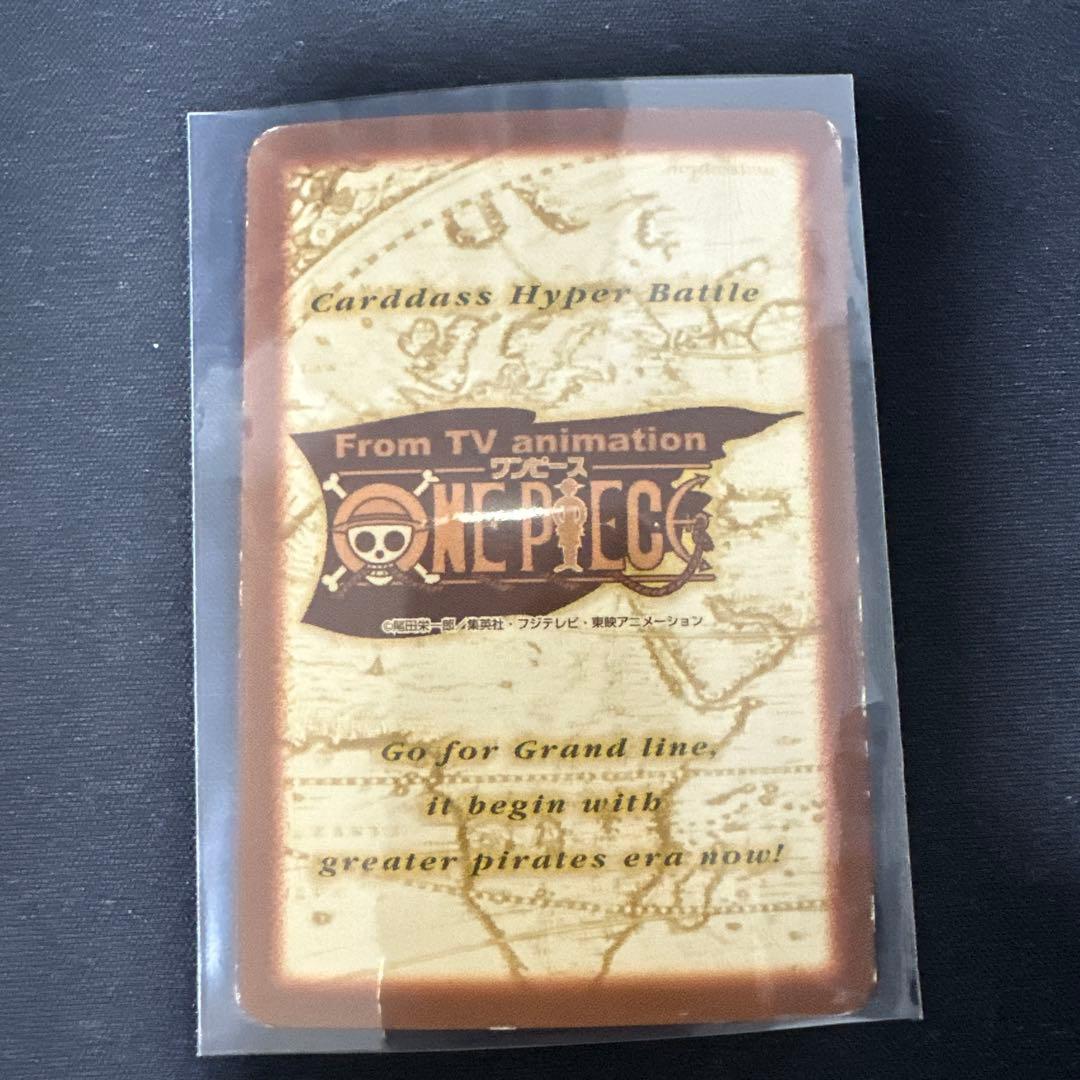 Carddass Hyper Battle
From TV animation
ワンピース
ONE PIECE
©尾田栄一郎／集英社・フジテレビ・東映アニメーション
Go for Grand line,
it begin with
greater pirates era now!